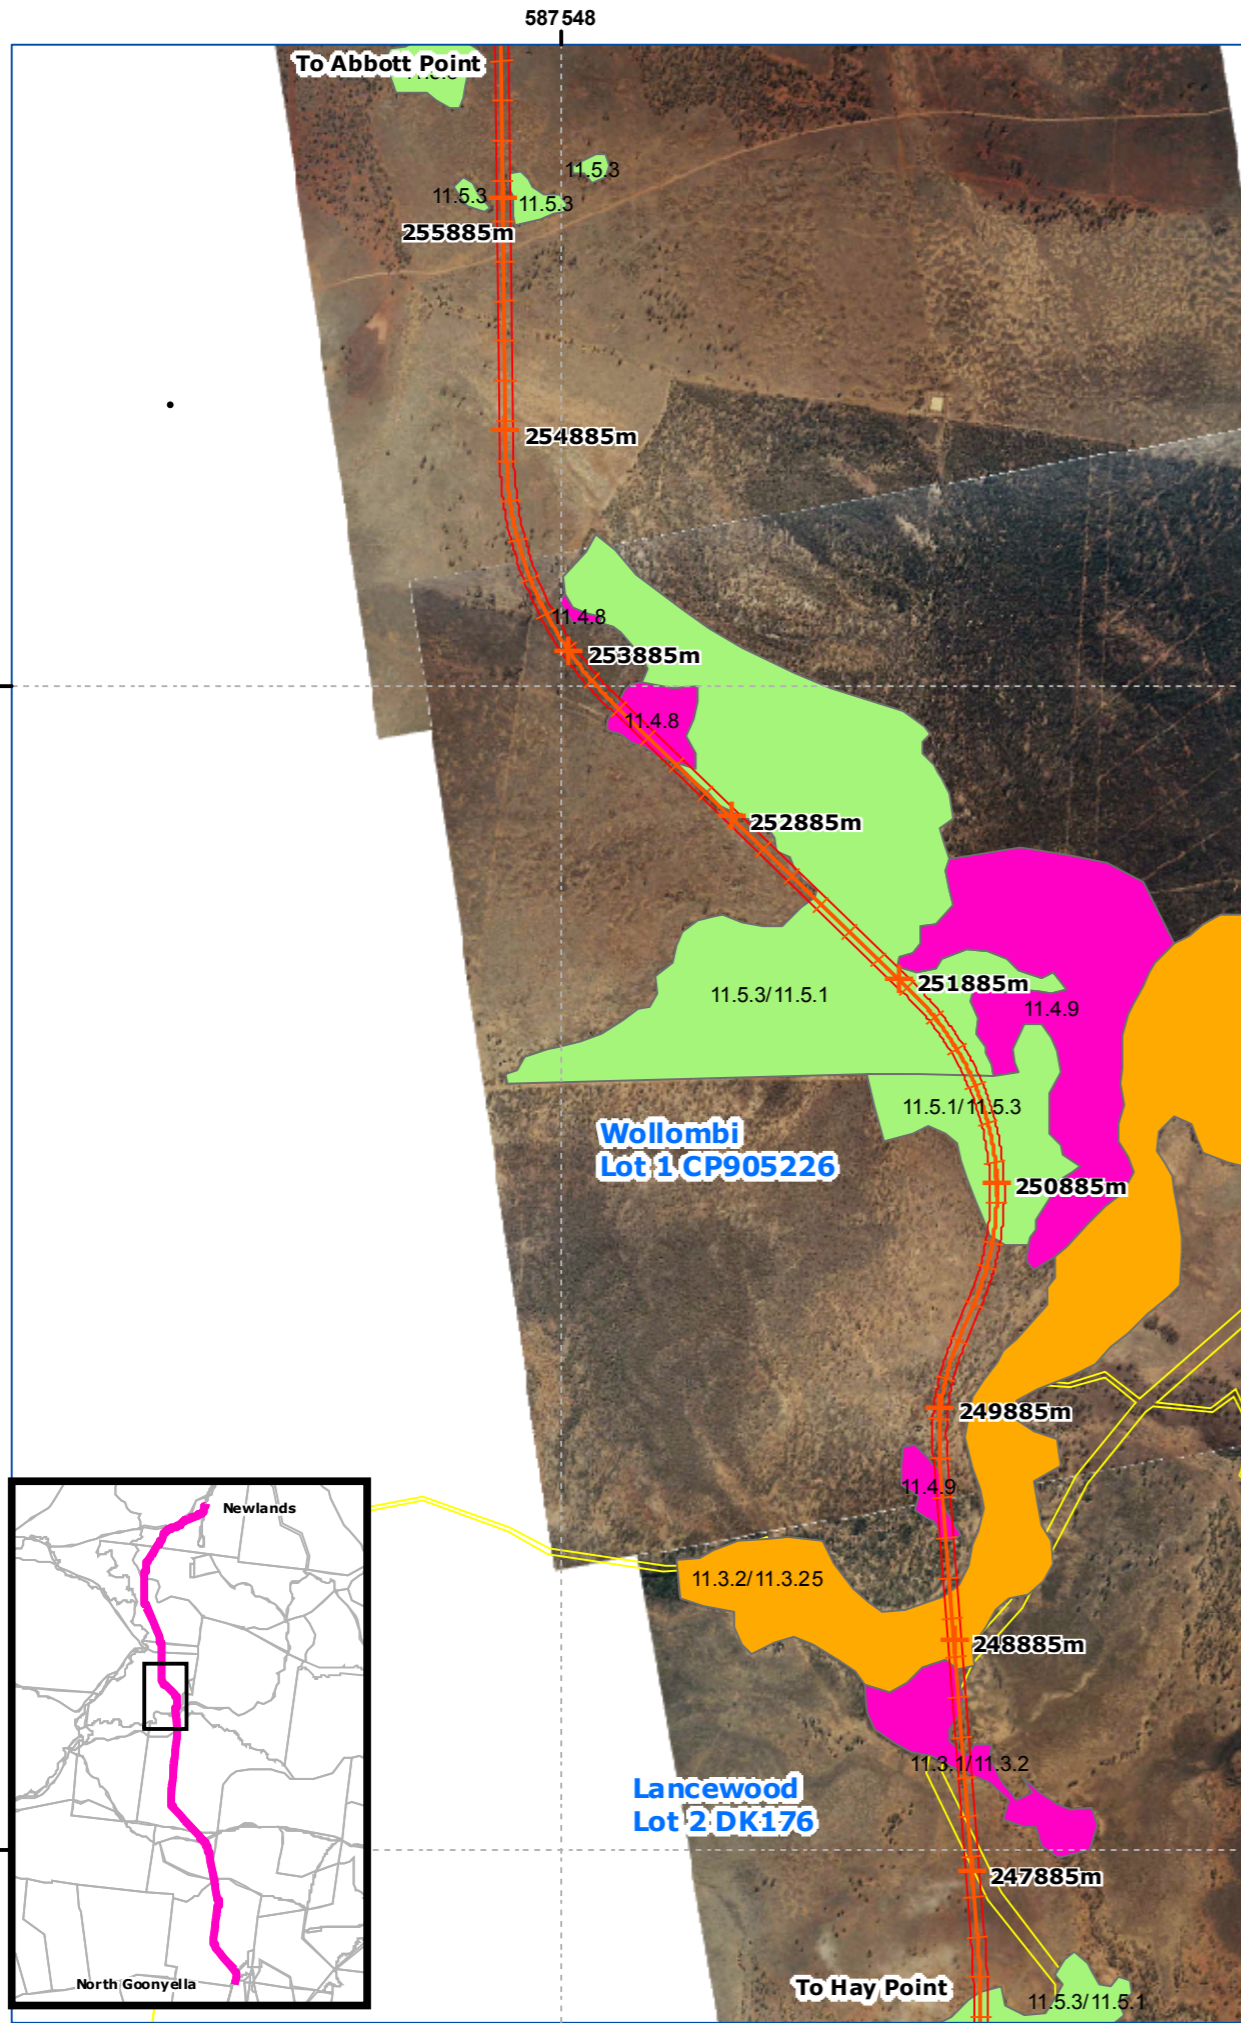 587548
To Abbott Point
11.5.3
11.5.3
11.5.3
255885m
254885m
11.4.8
253885m
11.4.8
252885m
251885m
11.5.3/11.5.1
11.4.9
11.5.1/11.5.3
Wollombi
Lot 1 CP905226
250885m
249885m
11.4.9
Newlands
11.3.2/11.3.25
248885m
11.3.1/11.3.2
Lancewood
Lot 2 DK176
247885m
North Goonyella
To Hay Point
11.5.3/11.5.1